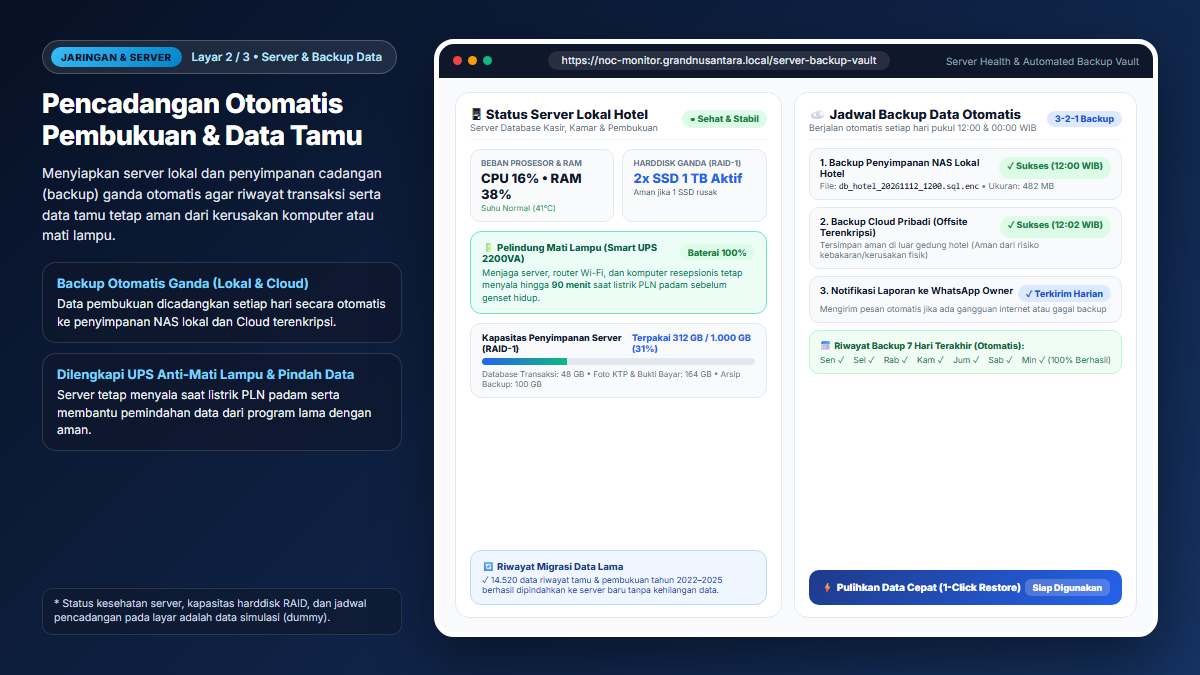 JARINGAN & SERVER
Layar 2 / 3 • Server & Backup Data
Pencadangan Otomatis
Pembukuan & Data Tamu
Menyiapkan server lokal dan penyimpanan cadangan
(backup) ganda otomatis agar riwayat transaksi serta
data tamu tetap aman dari kerusakan komputer atau
mati lampu.
Backup Otomatis Ganda (Lokal & Cloud)
Data pembukuan dicadangkan setiap hari secara otomatis
ke penyimpanan NAS lokal dan Cloud terenkripsi.
Dilengkapi UPS Anti-Mati Lampu & Pindah Data
Server tetap menyala saat listrik PLN padam serta
membantu pemindahan data dari program lama dengan
aman.
* Status kesehatan server, kapasitas harddisk RAID, dan jadwal
pencadangan pada layar adalah data simulasi (dummy).
https://noc-monitor.grandnusantara.local/server-backup-vault
Server Health & Automated Backup Vault
Status Server Lokal Hotel
Server Database Kasir, Kamar & Pembukuan
• Sehat & Stabil
BEBAN PROSESOR & RAM
CPU 16% • RAM
38%
Suhu Normal (41°C)
HARDDISK GANDA (RAID-1)
2x SSD 1 TB Aktif
Aman jika 1 SSD rusak
Pelindung Mati Lampu (Smart UPS
2200VA)
Baterai 100%
Menjaga server, router Wi-Fi, dan komputer resepsionis tetap
menyala hingga 90 menit saat listrik PLN padam sebelum
genset hidup.
Kapasitas Penyimpanan Server
(RAID-1)
Terpakai 312 GB / 1.000 GB
(31%)
Database Transaksi: 48 GB • Foto KTP & Bukti Bayar: 164 GB • Arsip
Backup: 100 GB
Riwayat Migrasi Data Lama
✓ 14.520 data riwayat tamu & pembukuan tahun 2022–2025
berhasil dipindahkan ke server baru tanpa kehilangan data.
Jadwal Backup Data Otomatis
Berjalan otomatis setiap hari pukul 12:00 & 00:00 WIB
3-2-1 Backup
1. Backup Penyimpanan NAS Lokal
Hotel
✓ Sukses (12:00 WIB)
File: db_hotel_20261112_1200.sql.enc • Ukuran: 482 MB
2. Backup Cloud Pribadi (Offsite
Terenkripsi)
✓ Sukses (12:02 WIB)
Tersimpan aman di luar gedung hotel (Aman dari risiko
kebakaran/kerusakan fisik)
3. Notifikasi Laporan ke WhatsApp Owner
✓ Terkirim Harian
Mengirim pesan otomatis jika ada gangguan internet atau gagal backup
Riwayat Backup 7 Hari Terakhir (Otomatis):
Sen ✓ Sel ✓ Rab ✓ Kam ✓ Jum ✓ Sab ✓ Min ✓ (100% Berhasil)
Pulihkan Data Cepat (1-Click Restore)
Siap Digunakan